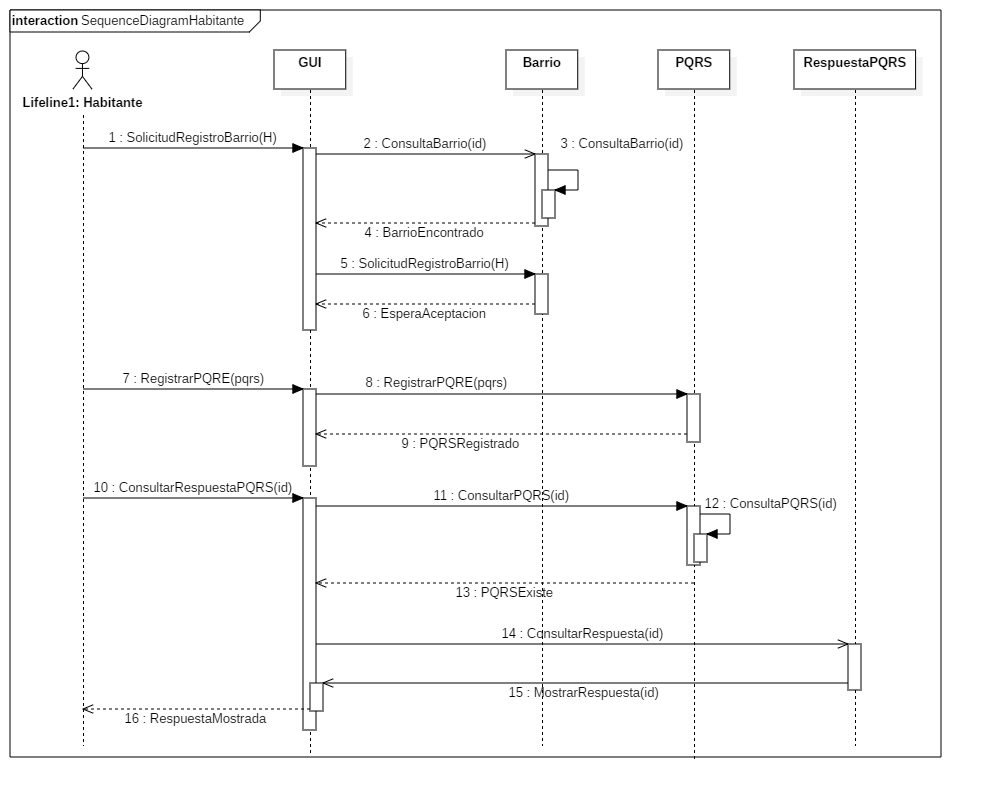 interaction SequenceDiagramHabitante
GUI
Barrio
PQRS
RespuestaPQRS
Lifeline1: Habitante
1 : SolicitudRegistroBarrio(H)
2 : ConsultaBarrio(id)
3 : ConsultaBarrio(id)
4 : BarrioEncontrado
5 : SolicitudRegistroBarrio(H)
6 : EsperaAceptacion
7 : RegistrarPQRE(pqrs)
8 : RegistrarPQRE(pqrs)
9 : PQRSRegistrado
10 : ConsultarRespuestaPQRS(id)
11 : ConsultarPQRS(id)
12 : ConsultaPQRS(id)
13 : PQRSExiste
14 : ConsultarRespuesta(id)
15 : MostrarRespuesta(id)
16 : RespuestaMostrada